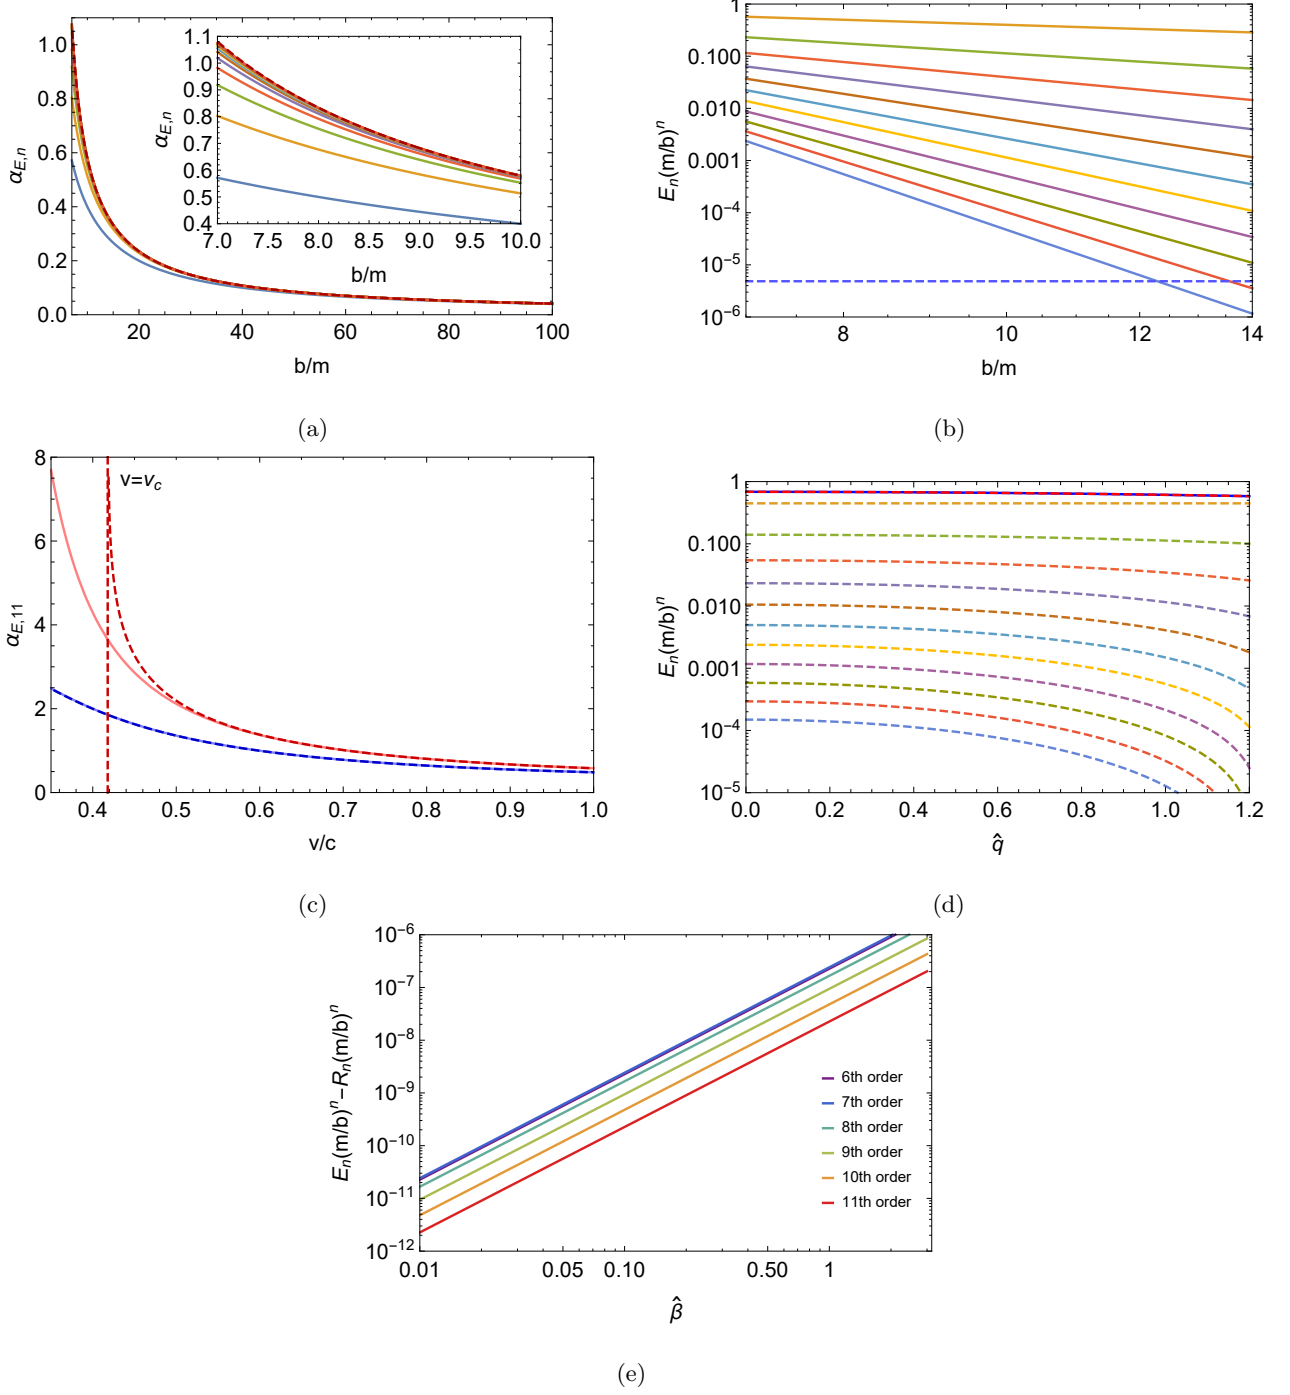 1.0
0.8
0.6
0.4
0.2
0.0
α_{E,n}
20 40 60 80 100
b/m
1.1
1.0
0.9
0.8
0.7
0.6
0.5
0.4
α_{E,n}
7.0 7.5 8.0 8.5 9.0 9.5 10.0
b/m
(a)
1
0.100
0.010
0.001
10⁻⁴
10⁻⁵
10⁻⁶
E_n(m/b)^n
8 10 12 14
b/m
(b)
8
6
4
2
0
α_{E,11}
v=v_c
0.4 0.5 0.6 0.7 0.8 0.9 1.0
v/c
(c)
1
0.100
0.010
0.001
10⁻⁴
10⁻⁵
E_n(m/b)^n
0.0 0.2 0.4 0.6 0.8 1.0 1.2
q̂
(d)
10⁻⁶
10⁻⁷
10⁻⁸
10⁻⁹
10⁻¹⁰
10⁻¹¹
10⁻¹²
E_n(m/b)^n−R_n(m/b)^n
6th order
7th order
8th order
9th order
10th order
11th order
0.01 0.05 0.10 0.50 1
β̂
(e)